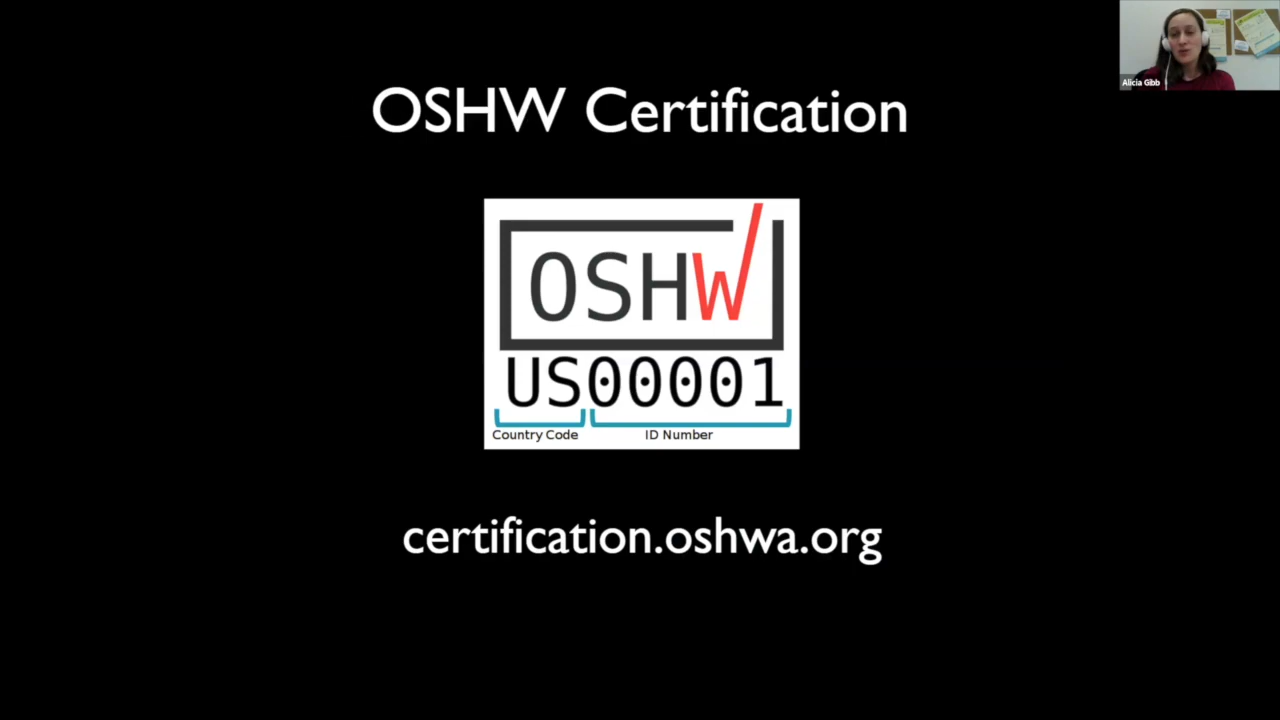 Alicia Gibb
OSHW Certification
OSHW
US00001
Country Code
ID Number
certification.oshwa.org